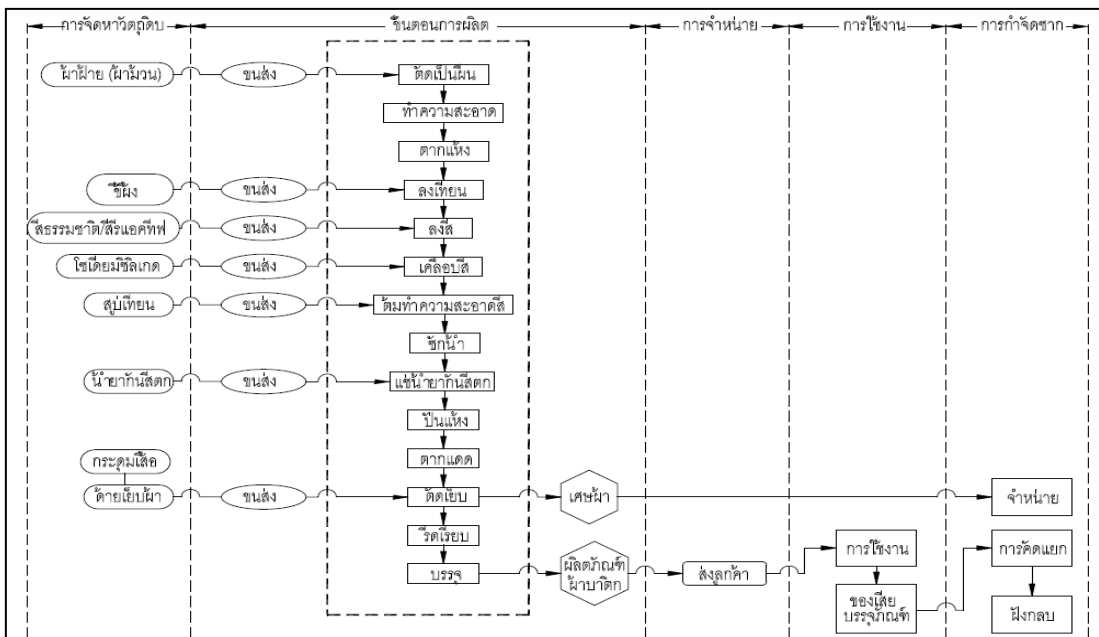 การจัดหาวัตถุดิบ
ขั้นตอนการผลิต
การจำหน่าย
การใช้งาน
การกำจัดซาก
ผ้าฝ้าย (ผ้าม้วน)
ขนส่ง
ตัดเป็นผืน
ทำความสะอาด
ตากแห้ง
ขี้ผึ้ง
ขนส่ง
ลงเทียน
สีธรรมชาติ/สีรีแอคทีฟ
ขนส่ง
ลงสี
โซเดียมซิลิเกต
ขนส่ง
เคลือบสี
สบู่เทียน
ขนส่ง
ต้มทำความสะอาดสี
ซักน้ำ
น้ำยากันสีตก
ขนส่ง
แช่น้ำยากันสีตก
ปั่นแห้ง
ตากแดด
กระดุมเสื้อ
ด้ายเย็บผ้า
ขนส่ง
ตัดเย็บ
เศษผ้า
จำหน่าย
รีดเรียบ
บรรจุ
ผลิตภัณฑ์
ผ้าบาติก
ส่งลูกค้า
การใช้งาน
ของเสีย
บรรจุภัณฑ์
การคัดแยก
ฝังกลบ